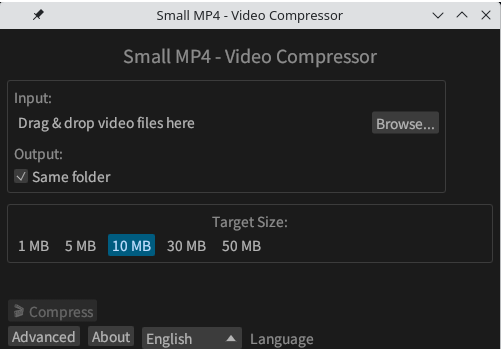 Small MP4 - Video Compressor
Small MP4 - Video Compressor
Input:
Drag & drop video files here
Browse...
Output:
Same folder
Target Size:
1 MB 5 MB 10 MB 30 MB 50 MB
Compress
Advanced About English Language